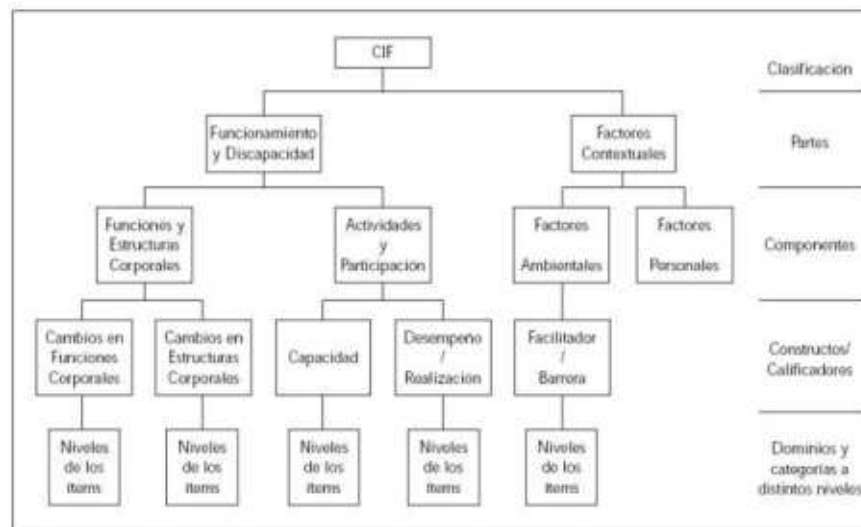 CIF
Clasificación
Funcionamiento
y Discapacidad
Factores
Contextuales
Partes
Funciones y
Estructuras
Corporales
Actividades
y
Participación
Factores
Ambientales
Factores
Personales
Componentes
Cambios en
Funciones
Corporales
Cambios en
Estructuras
Corporales
Capacidad
Desempeño
/
Realización
Facilitador
/
Barrera
Constructos/
Calificadores
Niveles
de los
ítems
Niveles
de los
ítems
Niveles
de los
ítems
Niveles
de los
ítems
Niveles
de los
ítems
Dominios y
categorías a
distintos niveles